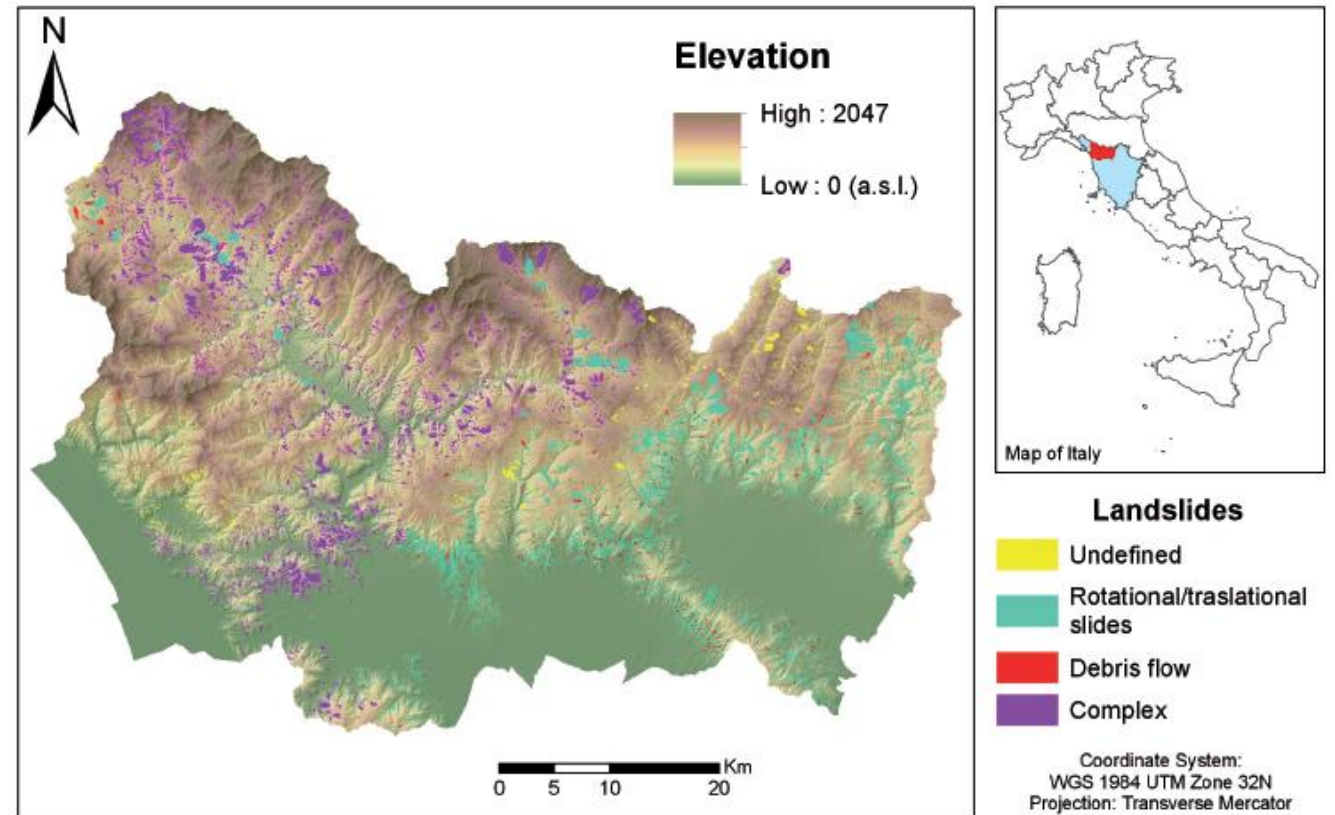 N
Elevation
High : 2047
Low : 0 (a.s.l.)
Km
0 5 10 20
Map of Italy
Landslides
Undefined
Rotational/traslational
slides
Debris flow
Complex
Coordinate System:
WGS 1984 UTM Zone 32N
Projection: Transverse Mercator